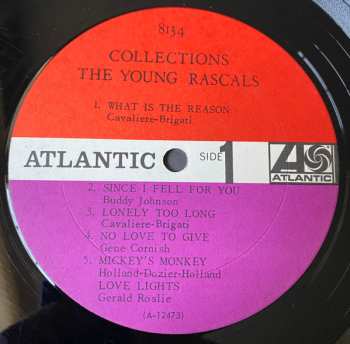 8134
COLLECTIONS
THE YOUNG RASCALS
1. WHAT IS THE REASON
Cavaliere-Brigati
ATLANTIC SIDE 1 ATLANTIC
2. SINCE I FELL FOR YOU
Buddy Johnson
3. LONELY TOO LONG
Cavaliere-Brigati
4. NO LOVE TO GIVE
Gene Cornish
5. MICKEY'S MONKEY
Holland-Dozier-Holland
LOVE LIGHTS
Gerald Roslie
(A-12473)